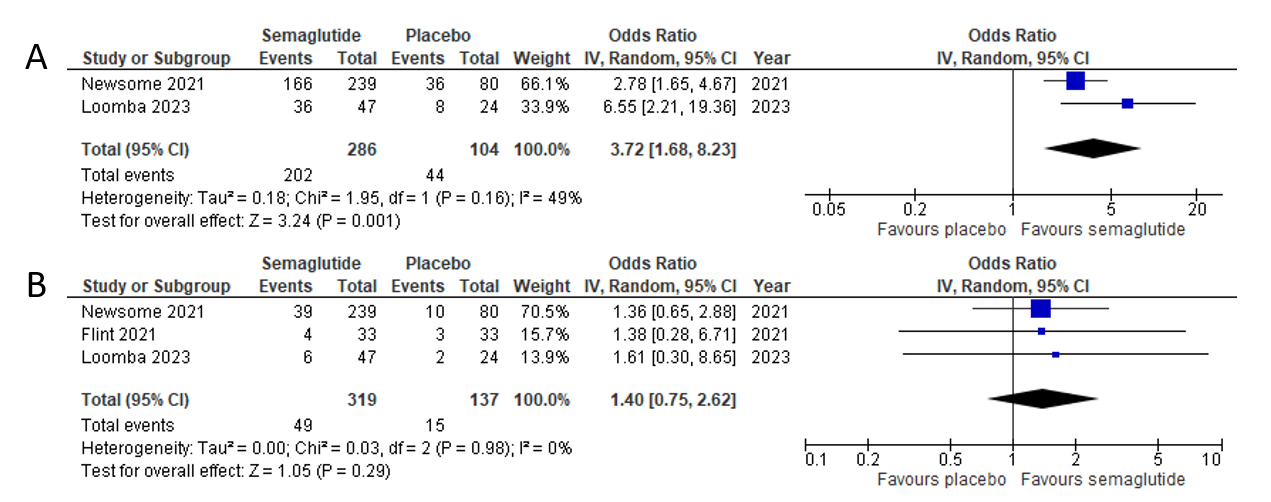 A
Semaglutide Placebo Odds Ratio Odds Ratio
Study or Subgroup Events Total Events Total Weight IV, Random, 95% CI Year IV, Random, 95% CI
Newsome 2021 166 239 36 80 66.1% 2.78 [1.65, 4.67] 2021
Loomba 2023 36 47 8 24 33.9% 6.55 [2.21, 19.36] 2023
Total (95% CI) 286 104 100.0% 3.72 [1.68, 8.23]
Total events 202 44
Heterogeneity: Tau² = 0.18; Chi² = 1.95, df = 1 (P = 0.16); I² = 49%
Test for overall effect: Z = 3.24 (P = 0.001)
0.05 0.2 1 5 20
Favours placebo Favours semaglutide
B
Semaglutide Placebo Odds Ratio Odds Ratio
Study or Subgroup Events Total Events Total Weight IV, Random, 95% CI Year IV, Random, 95% CI
Newsome 2021 39 239 10 80 70.5% 1.36 [0.65, 2.88] 2021
Flint 2021 4 33 3 33 15.7% 1.38 [0.28, 6.71] 2021
Loomba 2023 6 47 2 24 13.9% 1.61 [0.30, 8.65] 2023
Total (95% CI) 319 137 100.0% 1.40 [0.75, 2.62]
Total events 49 15
Heterogeneity: Tau² = 0.00; Chi² = 0.03, df = 2 (P = 0.98); I² = 0%
Test for overall effect: Z = 1.05 (P = 0.29)
0.1 0.2 0.5 1 2 5 10
Favours placebo Favours semaglutide